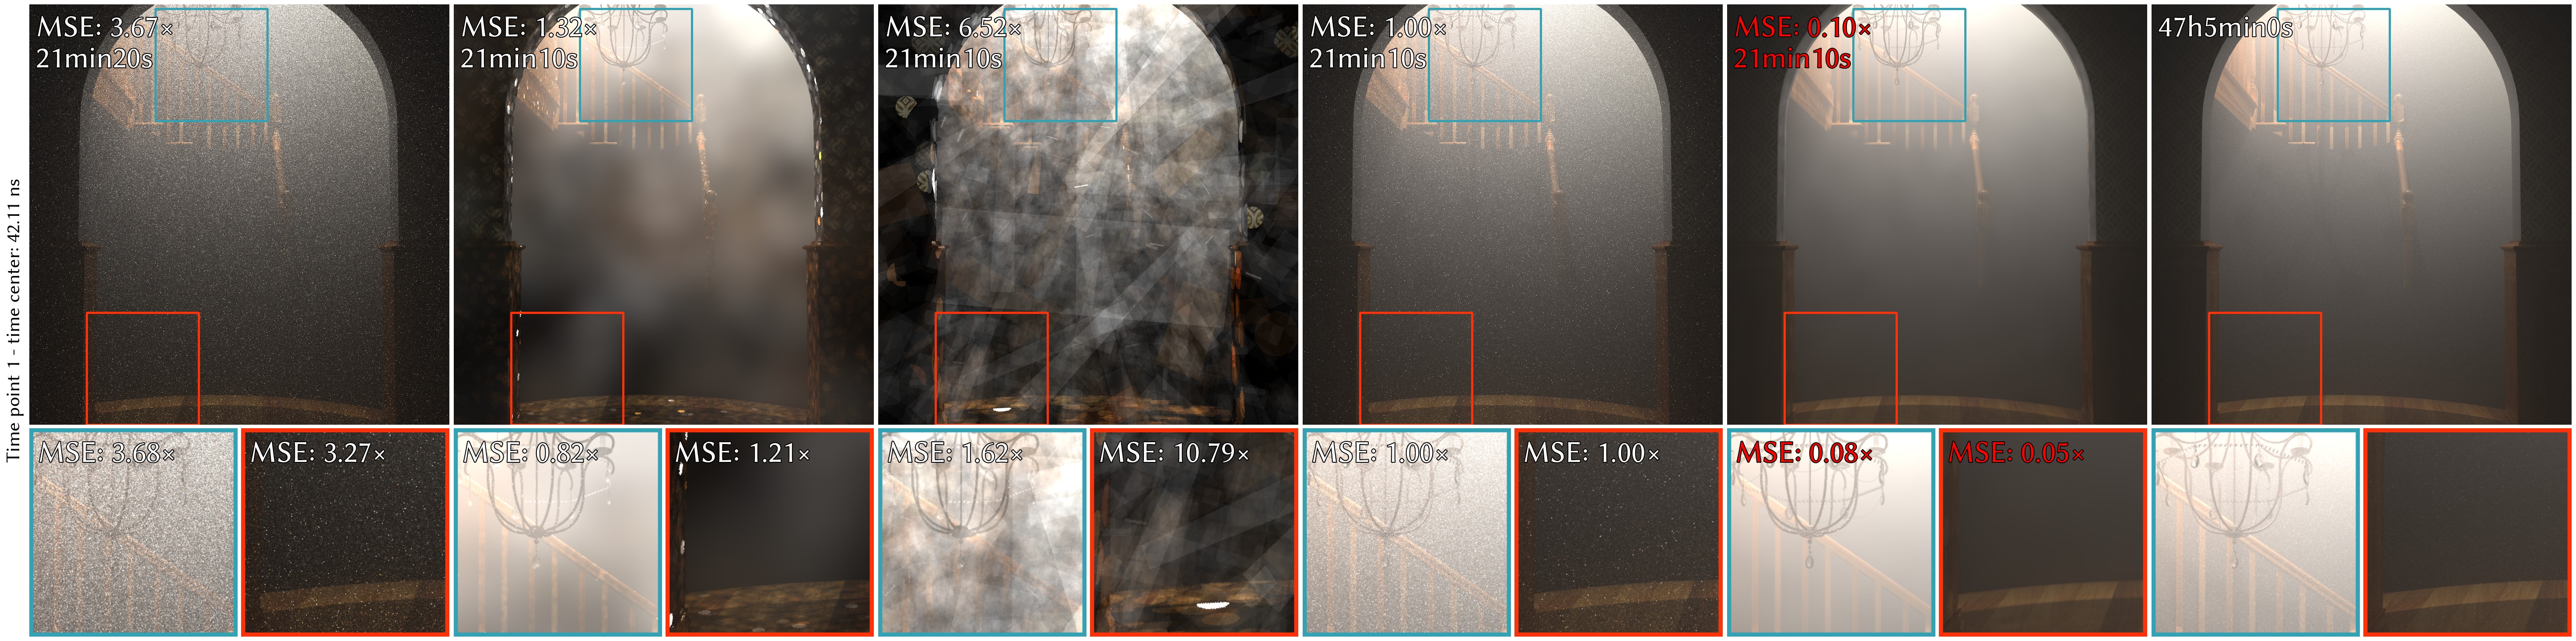 Time point 1 - time center: 42.11 ns
MSE: 3.67×
21min20s
MSE: 1.32×
21min10s
MSE: 6.52×
21min10s
MSE: 1.00×
21min10s
MSE: 0.10×
21min10s
47h5min0s
MSE: 3.68×
MSE: 3.27×
MSE: 0.82×
MSE: 1.21×
MSE: 1.62×
MSE: 10.79×
MSE: 1.00×
MSE: 1.00×
MSE: 0.08×
MSE: 0.05×